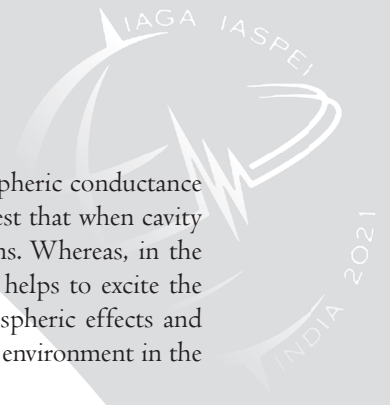 IAGA IASPEI
INDIA 2021
pheric conductance
est that when cavity
ns. Whereas, in the
helps to excite the
spheric effects and
environment in the